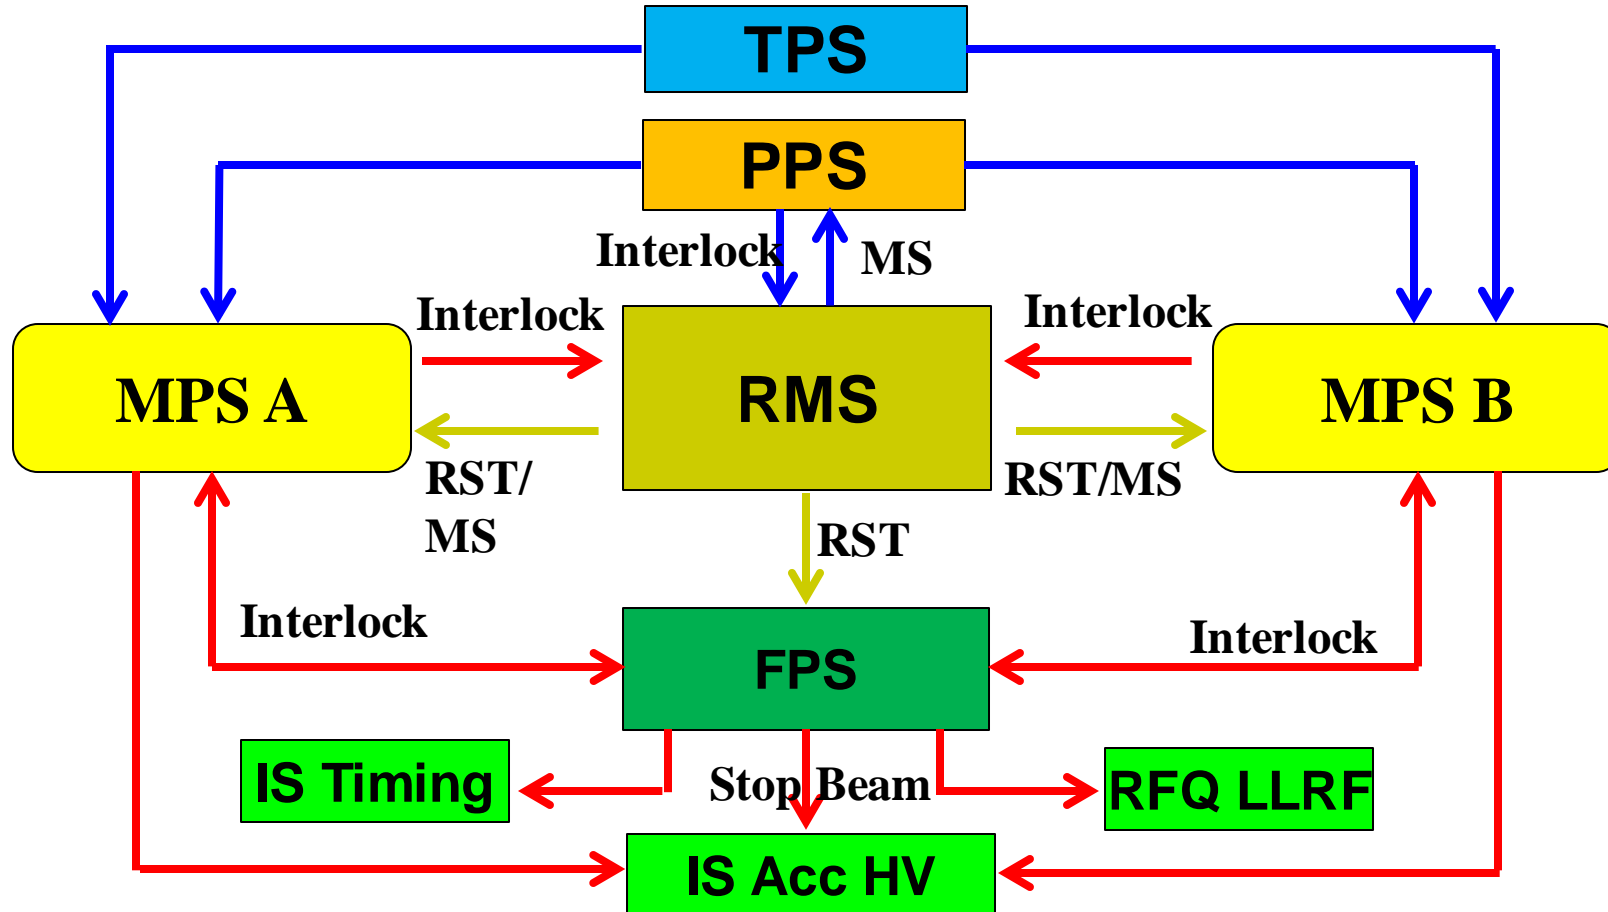 TPS
PPS
Interlock
MS
Interlock
Interlock
MPS A
RMS
MPS B
RST/
MS
RST/MS
RST
Interlock
Interlock
FPS
IS Timing
Stop Beam
RFQ LLRF
IS Acc HV